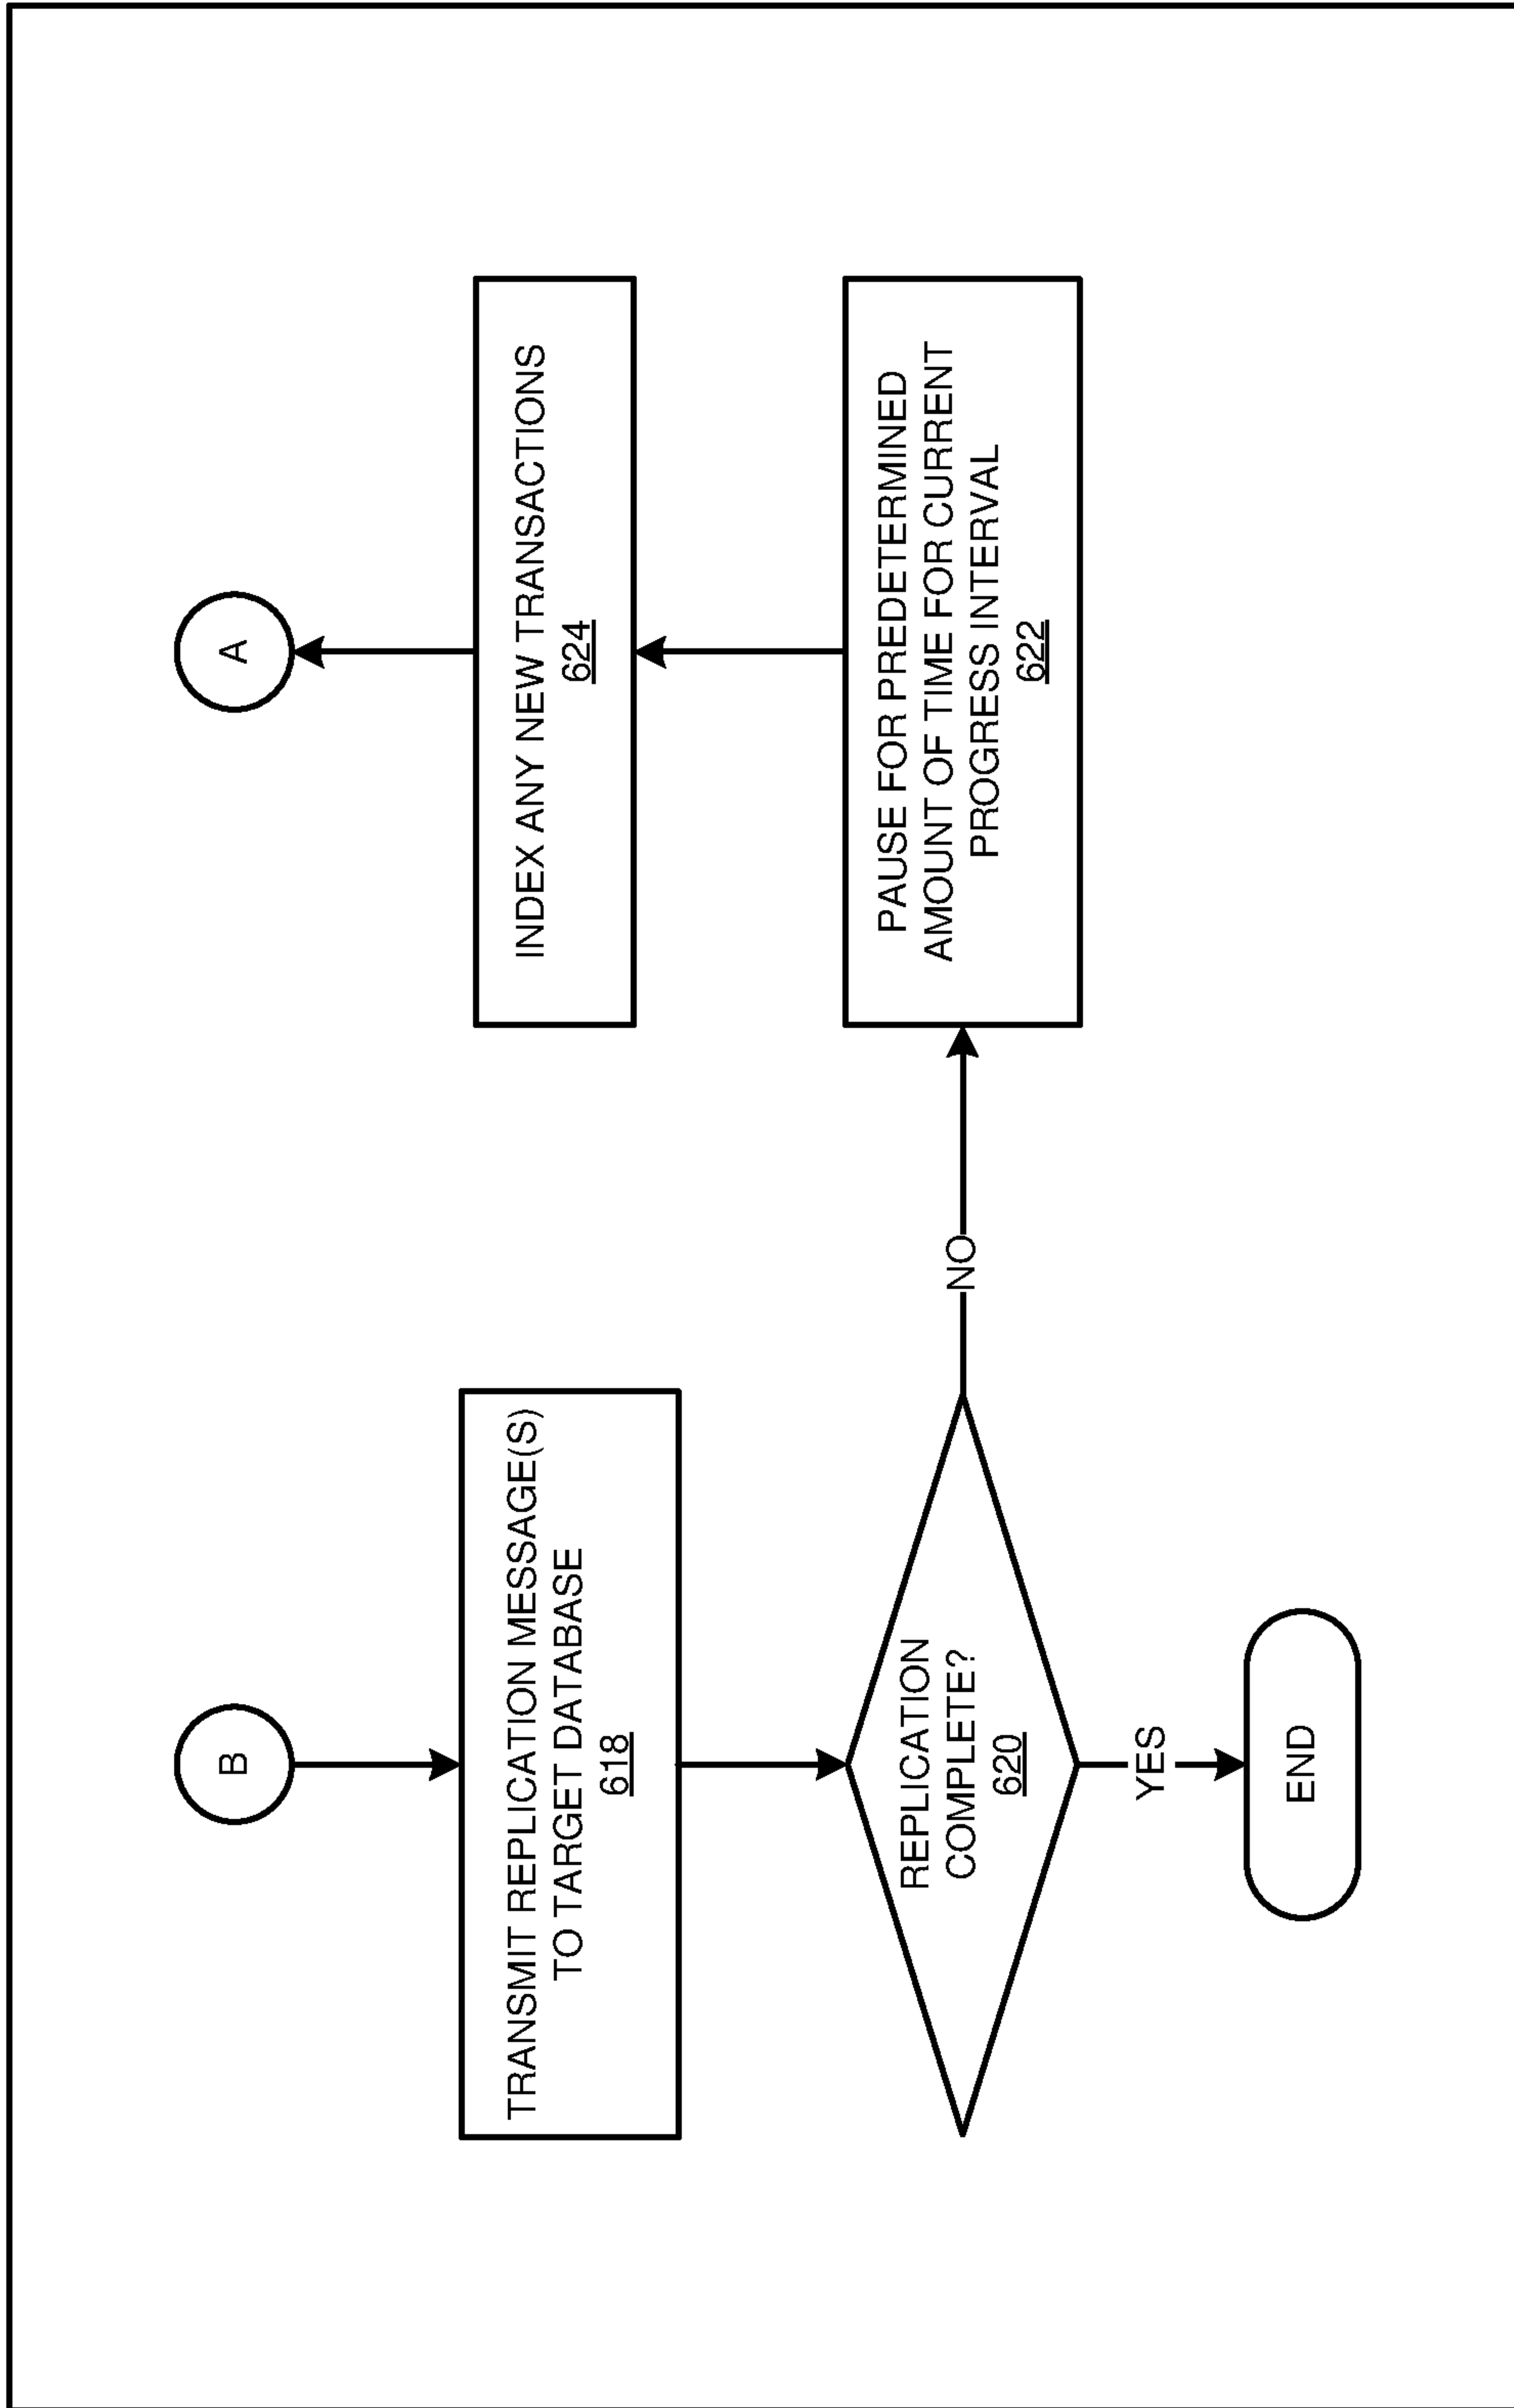 B
TRANSMIT REPLICATION MESSAGE(S)
TO TARGET DATABASE
618
REPLICATION
COMPLETE?
620
YES
END
NO
PAUSE FOR PREDETERMINED
AMOUNT OF TIME FOR CURRENT
PROGRESS INTERVAL
622
INDEX ANY NEW TRANSACTIONS
624
A